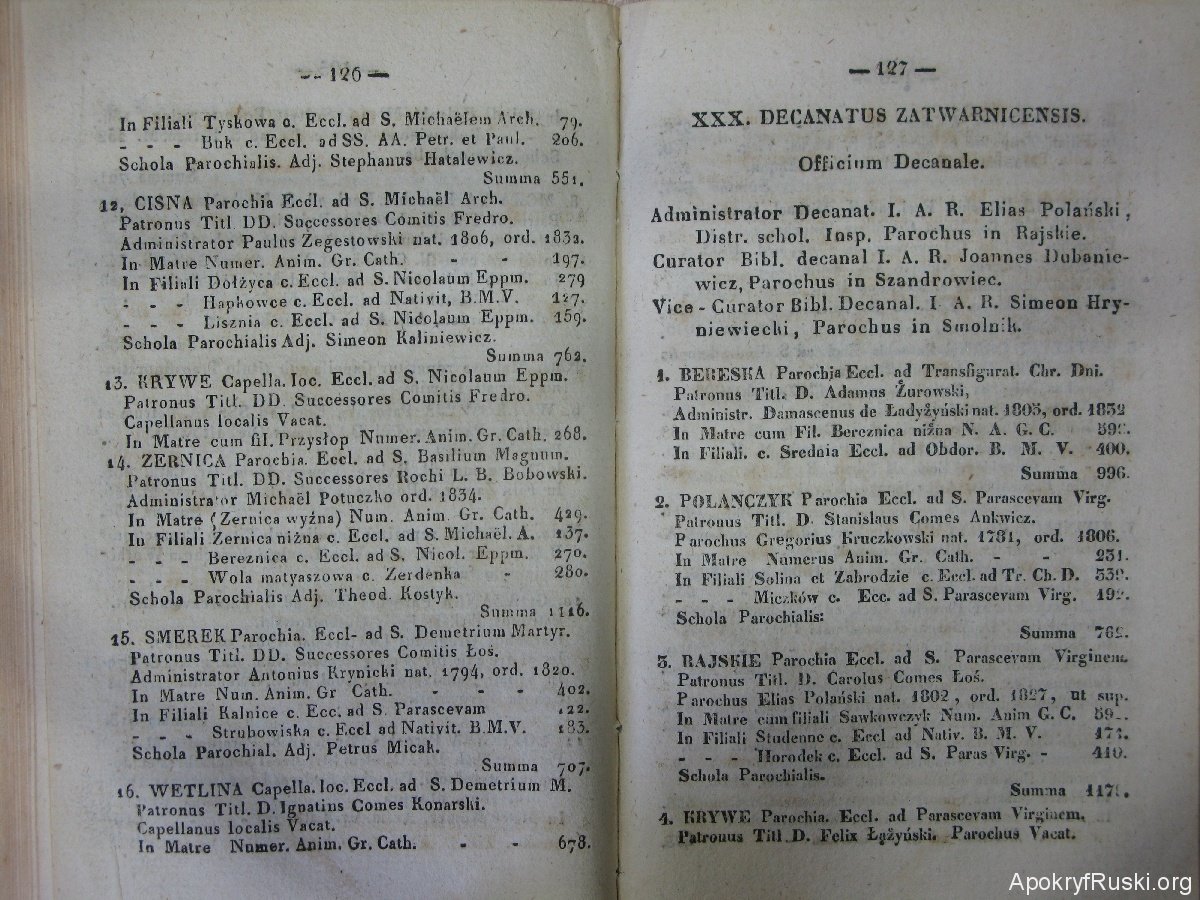 -- 126 —
In Filiali Tyskowa c. Eccl. ad S. Michaëlem Arch. 79.
- - - Buk c. Eccl. ad SS. AA. Petr. et Paul. 206.
Schola Parochialis. Adj. Stephanus Hatalewicz.
Summa 551.
12, CISNA Parochia Eccl. ad S. Michaël Arch.
Patronus Titl DD. Successores Comitis Fredro.
Administrator Paulus Zegestowski nat. 1806, ord. 1832.
In Matre Numer. Anim. Gr. Cath. - - 197.
In Filiali Dołżyca c. Eccl. ad S. Nicolaum Eppm. 279
- - - Hapkowce c. Eccl. ad Nativit, B.M.V. 127.
- - - Lisznia c. Eccl. ad S. Nicolaum Eppm. 159.
Schola Parochialis Adj. Simeon Kaliniewicz.
Summa 762.
13. KRYWE Capella. loc. Eccl. ad S. Nicolaum Eppm.
Patronus Titl. DD. Successores Comitis Fredro.
Capellanus localis Vacat.
In Matre cum fil. Przysłop Numer. Anim. Gr. Cath. 268.
14. ZERNICA Parochia. Eccl. ad S. Basilium Magnum.
Patronus Titl. DD. Successores Rochi L. B. Bobowski.
Administrator Michaël Potuczko ord. 1834.
In Matre (Zernica wyźna) Num. Anim. Gr. Cath. 429.
In Filiali Żernica niżna c. Eccl. ad S. Michaël. A. 137.
- - - Bereznica c. Eccl. ad S. Nicol. Eppm. 270.
- - - Wola matyaszowa c. Zerdenka - 280.
Schola Parochialis Adj. Theod. Kostyk.
Summa 1116.
15. SMEREK Parochia. Eccl- ad S. Demetrium Martyr.
Patronus Titl. DD. Successores Comitis Łoś.
Administrator Antonius Krynicki nat. 1794, ord. 1820.
In Matre Num. Anim. Gr Cath. - - - 402.
In Filiali Kalnice c. Ecc. ad S. Parascevam 122.
- - - Strubowiska c. Eccl ad Nativit. B.M.V. 183.
Schola Parochial. Adj. Petrus Micak.
Summa 707.
16. WETLINA Capella. loc. Eccl. ad S. Demetrium M.
Patronus Titl. D. Ignatius Comes Konarski.
Capellanus localis Vacat.
In Matre Numer. Anim. Gr. Cath. - - 678.
— 127 —
XXX. DECANATUS ZATWARNICENSIS.
Officium Decanale.
Administrator Decanat. I. A. R. Elias Polański,
Distr. schol. Insp. Parochus in Rajskie.
Curator Bibl. decanal I. A. R. Joannes Dubanie-
wicz, Parochus in Szandrowiec.
Vice - Curator Bibl. Decanal. I A. R. Simeon Hry-
niewiecki, Parochus in Smolnik.
1. BERESKA Parochia Eccl. ad Transfigurat. Chr. Dni.
Patronus Titl. D. Adamus Żurowski,
Administr. Damascenus de Ładyżyński nat. 1805, ord. 1832
In Matre cum Fil. Bereznica niżna N. A. G. C.
In Filiali. c. Srednia Eccl. ad Obdor. B. M. V. 400.
Summa 996.
2. POLANCZYK Parochia Eccl. ad S. Parascevam Virg.
Patronus Titl. D. Stanislaus Comes Ankwicz.
Parochus Gregorius Kruczkowski nat. 1781, ord. 1806.
In Matre Numerus Anim. Gr. Cath. - - 231.
In Filiali Solina et Zabrodzie c. Eccl. ad Tr. Ch. D.
- - - Miczków c. Ecc. ad S. Parascevam Virg.
Schola Parochialis:
Summa
3. RAJSKIE Parochia Eccl. ad S. Parascevam Virginem.
Patronus Titl. D. Carolus Comes Łoś.
Parochus Elias Polański nat. 1802, ord. 1827, ut sup.
In Matre cum filiali Sawkowczyk Num. Anim G. C.
In Filiali Studenne c. Eccl ad Nativ. B. M. V.
- - - Horodek c. Eccl. ad S. Paras Virg. - 410.
Schola Parochialis.
Summa
4. KRYWE Parochia. Eccl. ad Parascevam Virginem.
Patronus Titl D. Felix Łążyński. Parochus Vacat.
ApokryfRuski.org